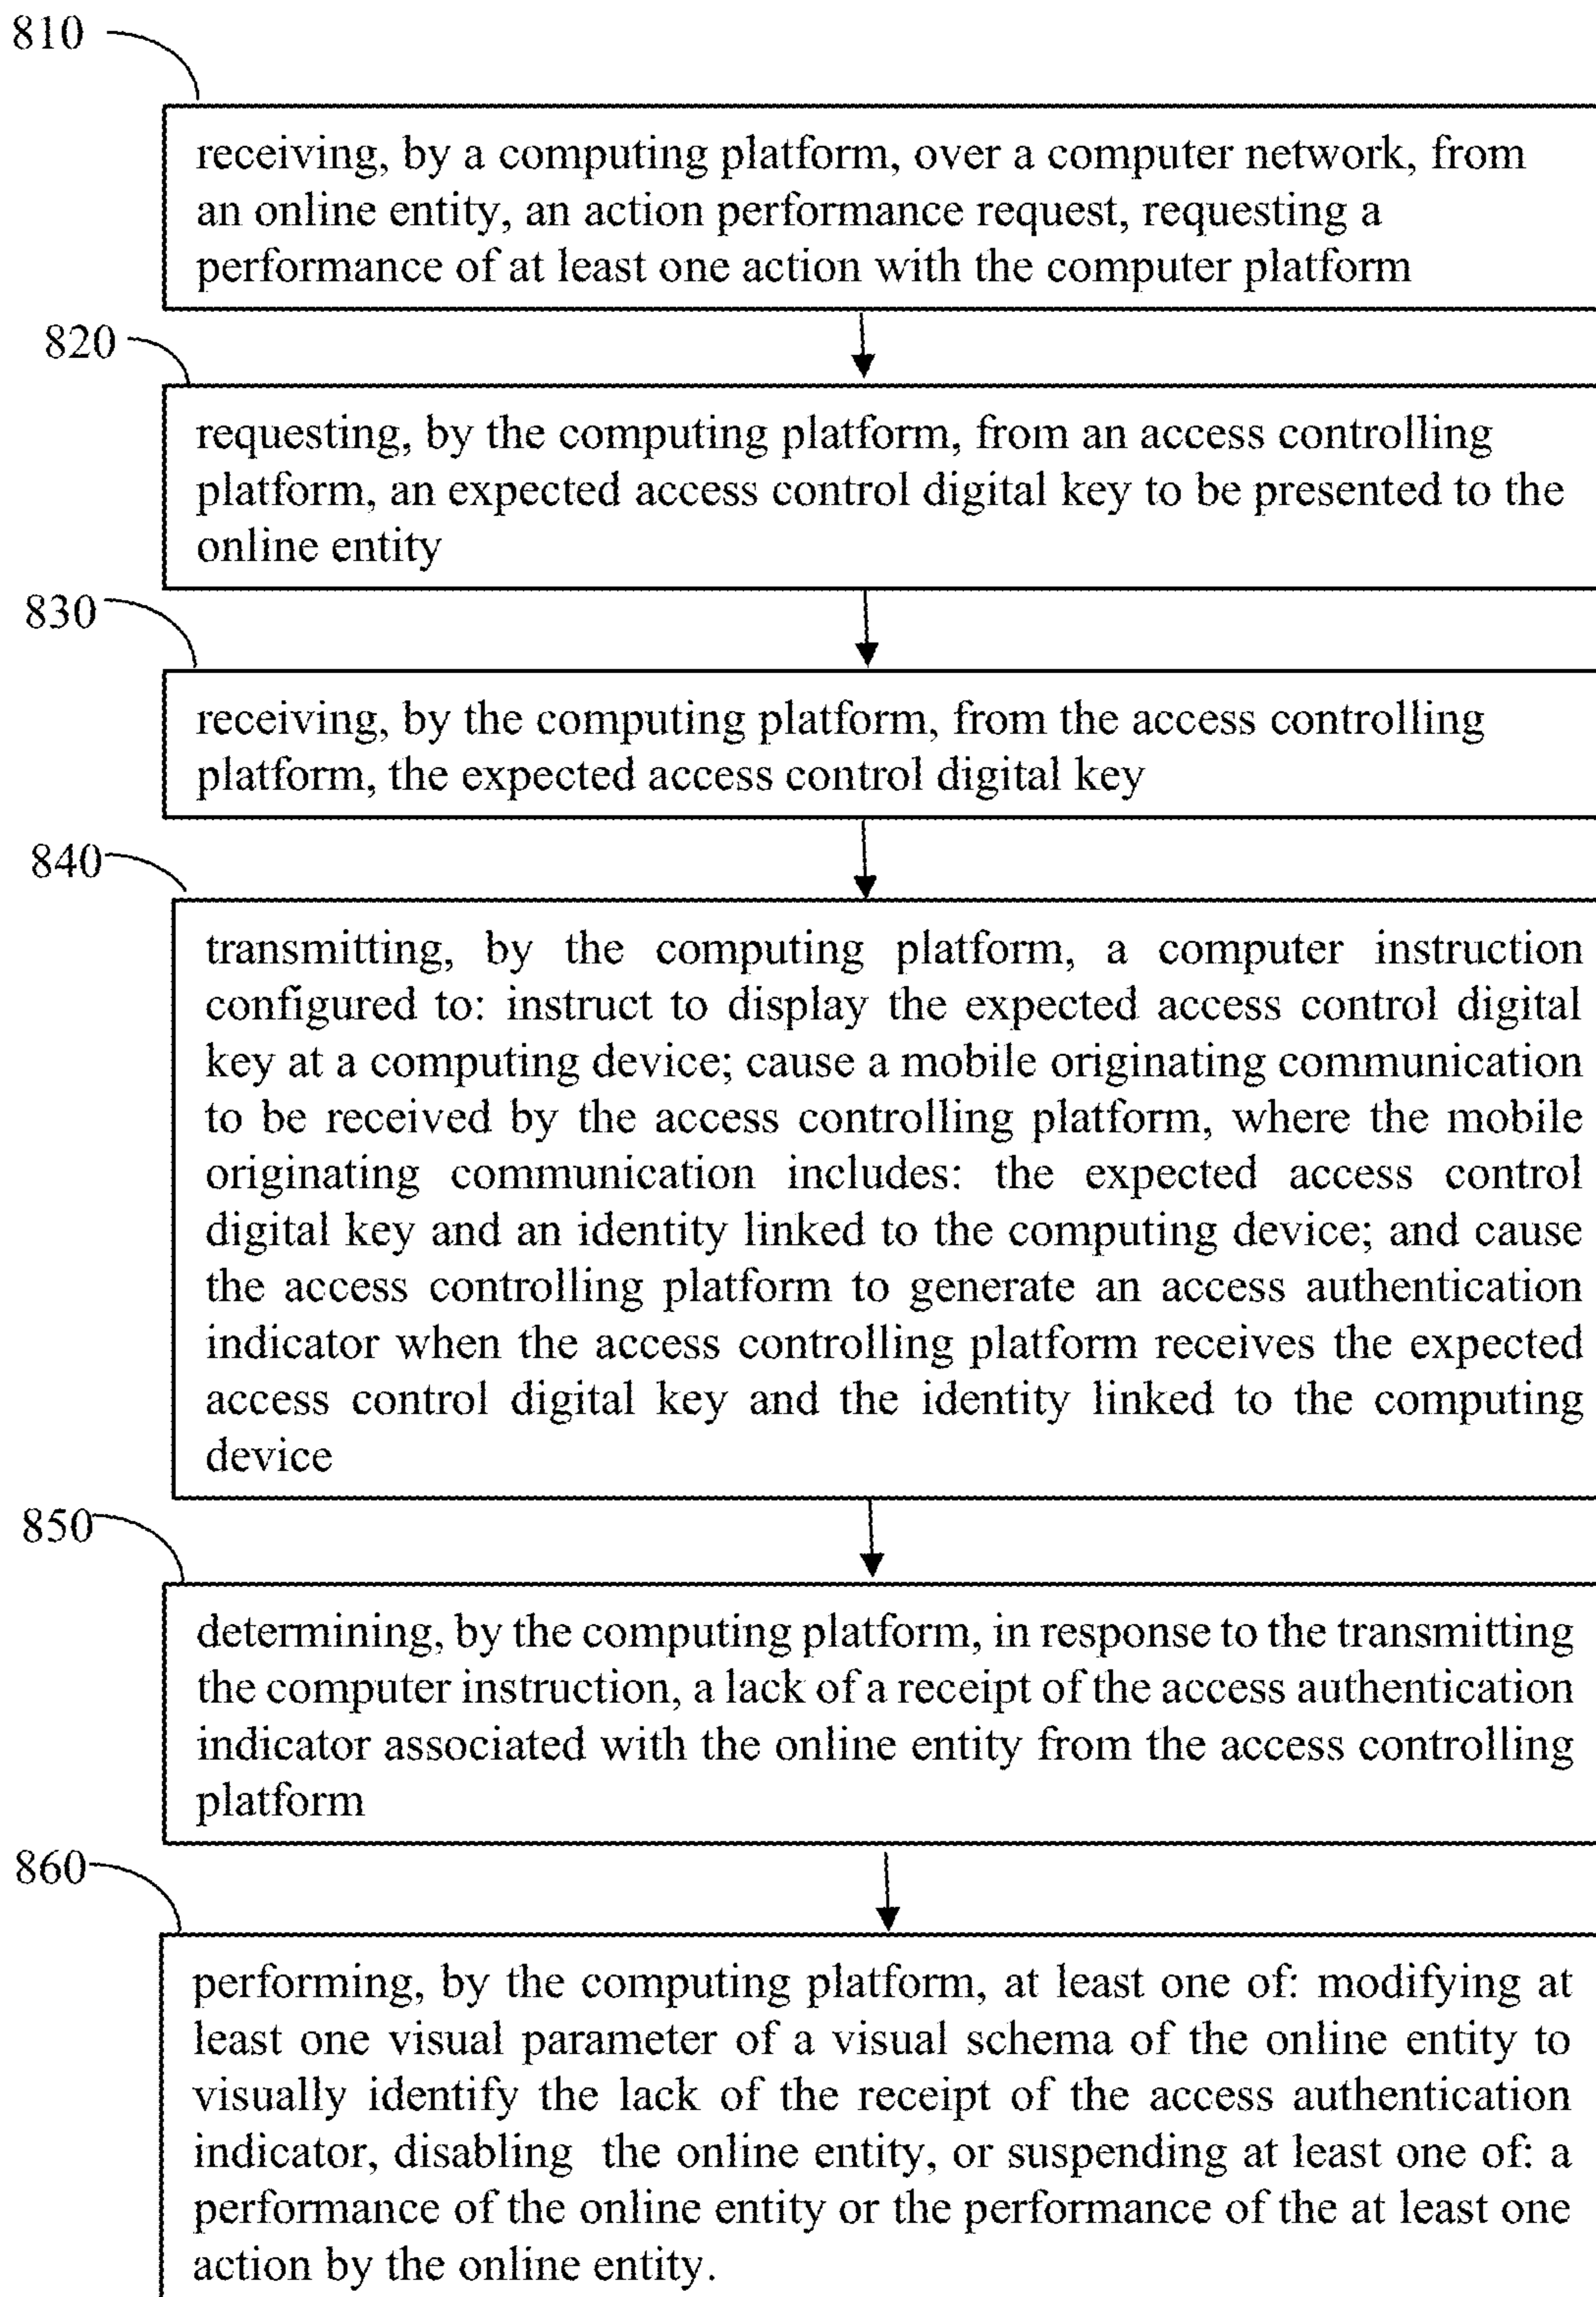 810
receiving, by a computing platform, over a computer network, from
an online entity, an action performance request, requesting a
performance of at least one action with the computer platform
820
requesting, by the computing platform, from an access controlling
platform, an expected access control digital key to be presented to the
online entity
830
receiving, by the computing platform, from the access controlling
platform, the expected access control digital key
840
transmitting, by the computing platform, a computer instruction
configured to: instruct to display the expected access control digital
key at a computing device; cause a mobile originating communication
to be received by the access controlling platform, where the mobile
originating communication includes: the expected access control
digital key and an identity linked to the computing device; and cause
the access controlling platform to generate an access authentication
indicator when the access controlling platform receives the expected
access control digital key and the identity linked to the computing
device
850
determining, by the computing platform, in response to the transmitting
the computer instruction, a lack of a receipt of the access authentication
indicator associated with the online entity from the access controlling
platform
860
performing, by the computing platform, at least one of: modifying at
least one visual parameter of a visual schema of the online entity to
visually identify the lack of the receipt of the access authentication
indicator, disabling the online entity, or suspending at least one of: a
performance of the online entity or the performance of the at least one
action by the online entity.